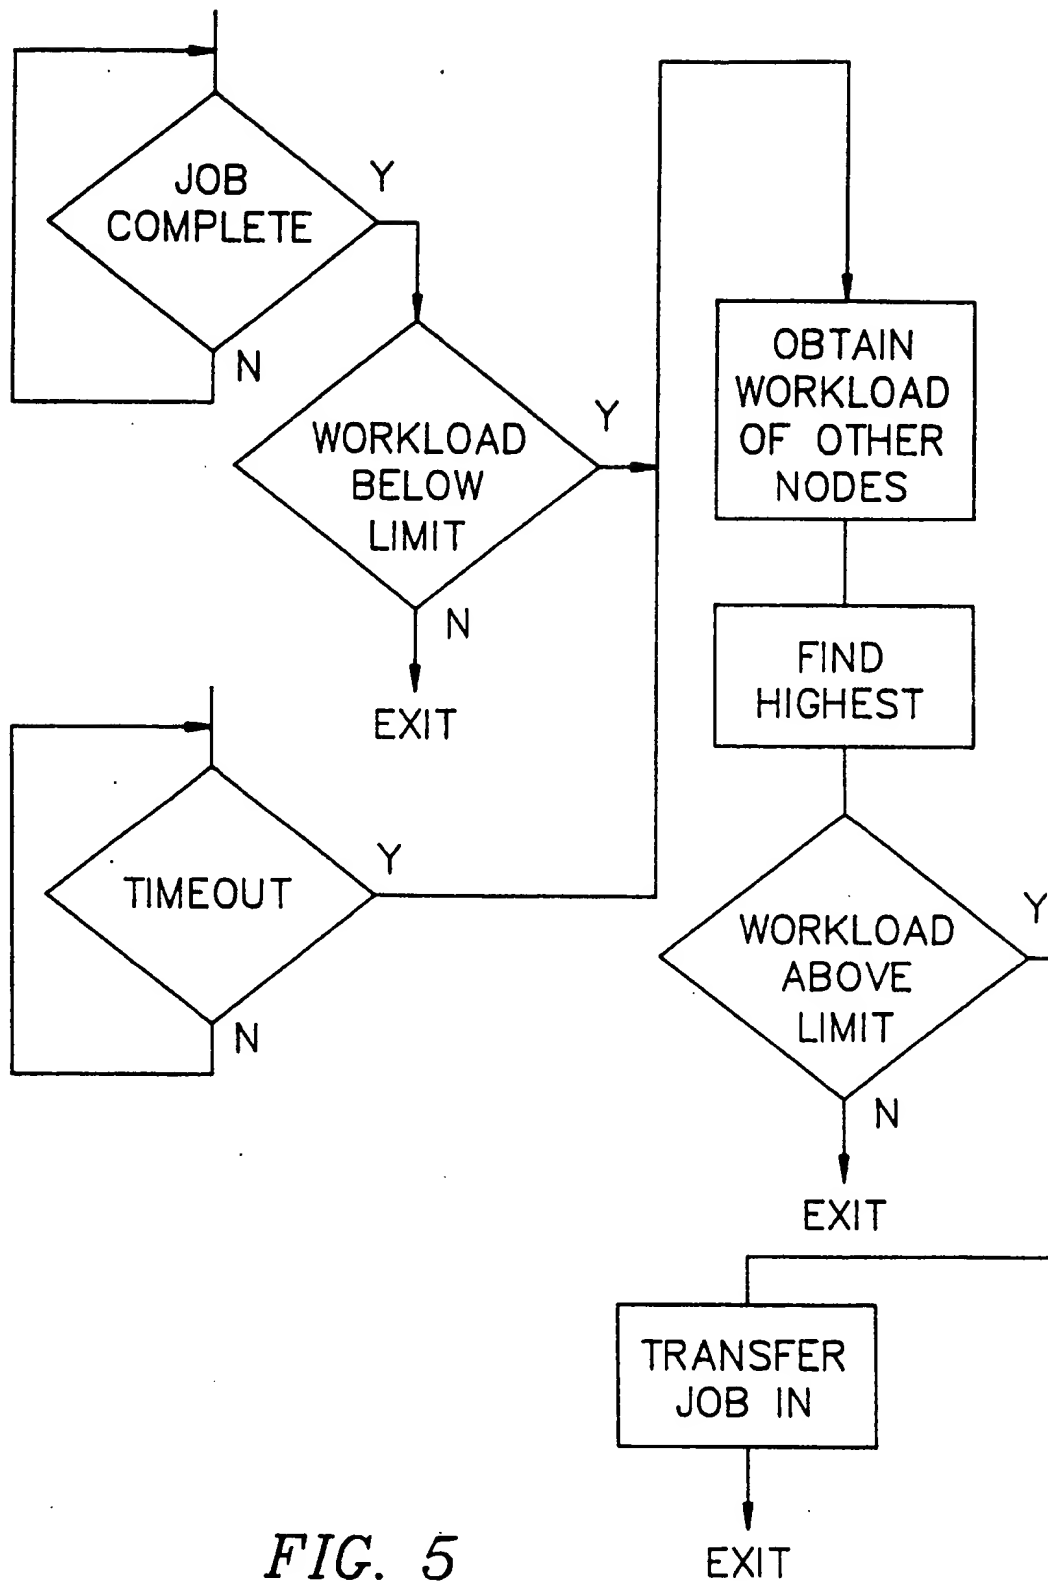 JOB
COMPLETE
Y
N
WORKLOAD
BELOW
LIMIT
Y
N
EXIT
TIMEOUT
Y
N
OBTAIN
WORKLOAD
OF OTHER
NODES
FIND
HIGHEST
WORKLOAD
ABOVE
LIMIT
Y
N
EXIT
TRANSFER
JOB IN
EXIT
FIG. 5